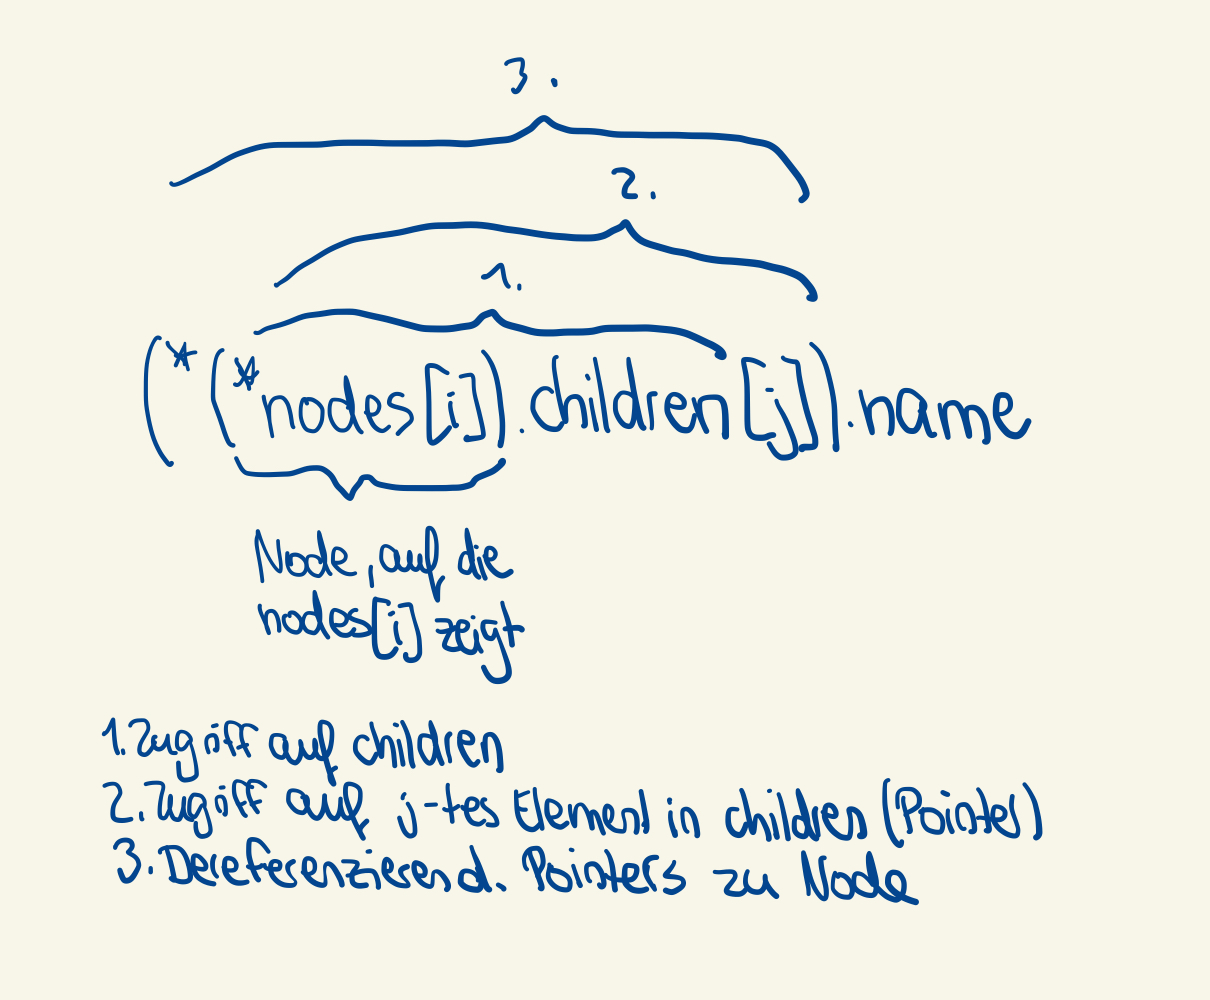 3.
2.
1.
(*(*nodes[i]).children[j]).name
Node, auf die
nodes[i] zeigt
1. Zugriff auf children
2. Zugriff auf j-tes Element in children (Pointer)
3. Dereferenzieren d. Pointers zu Node